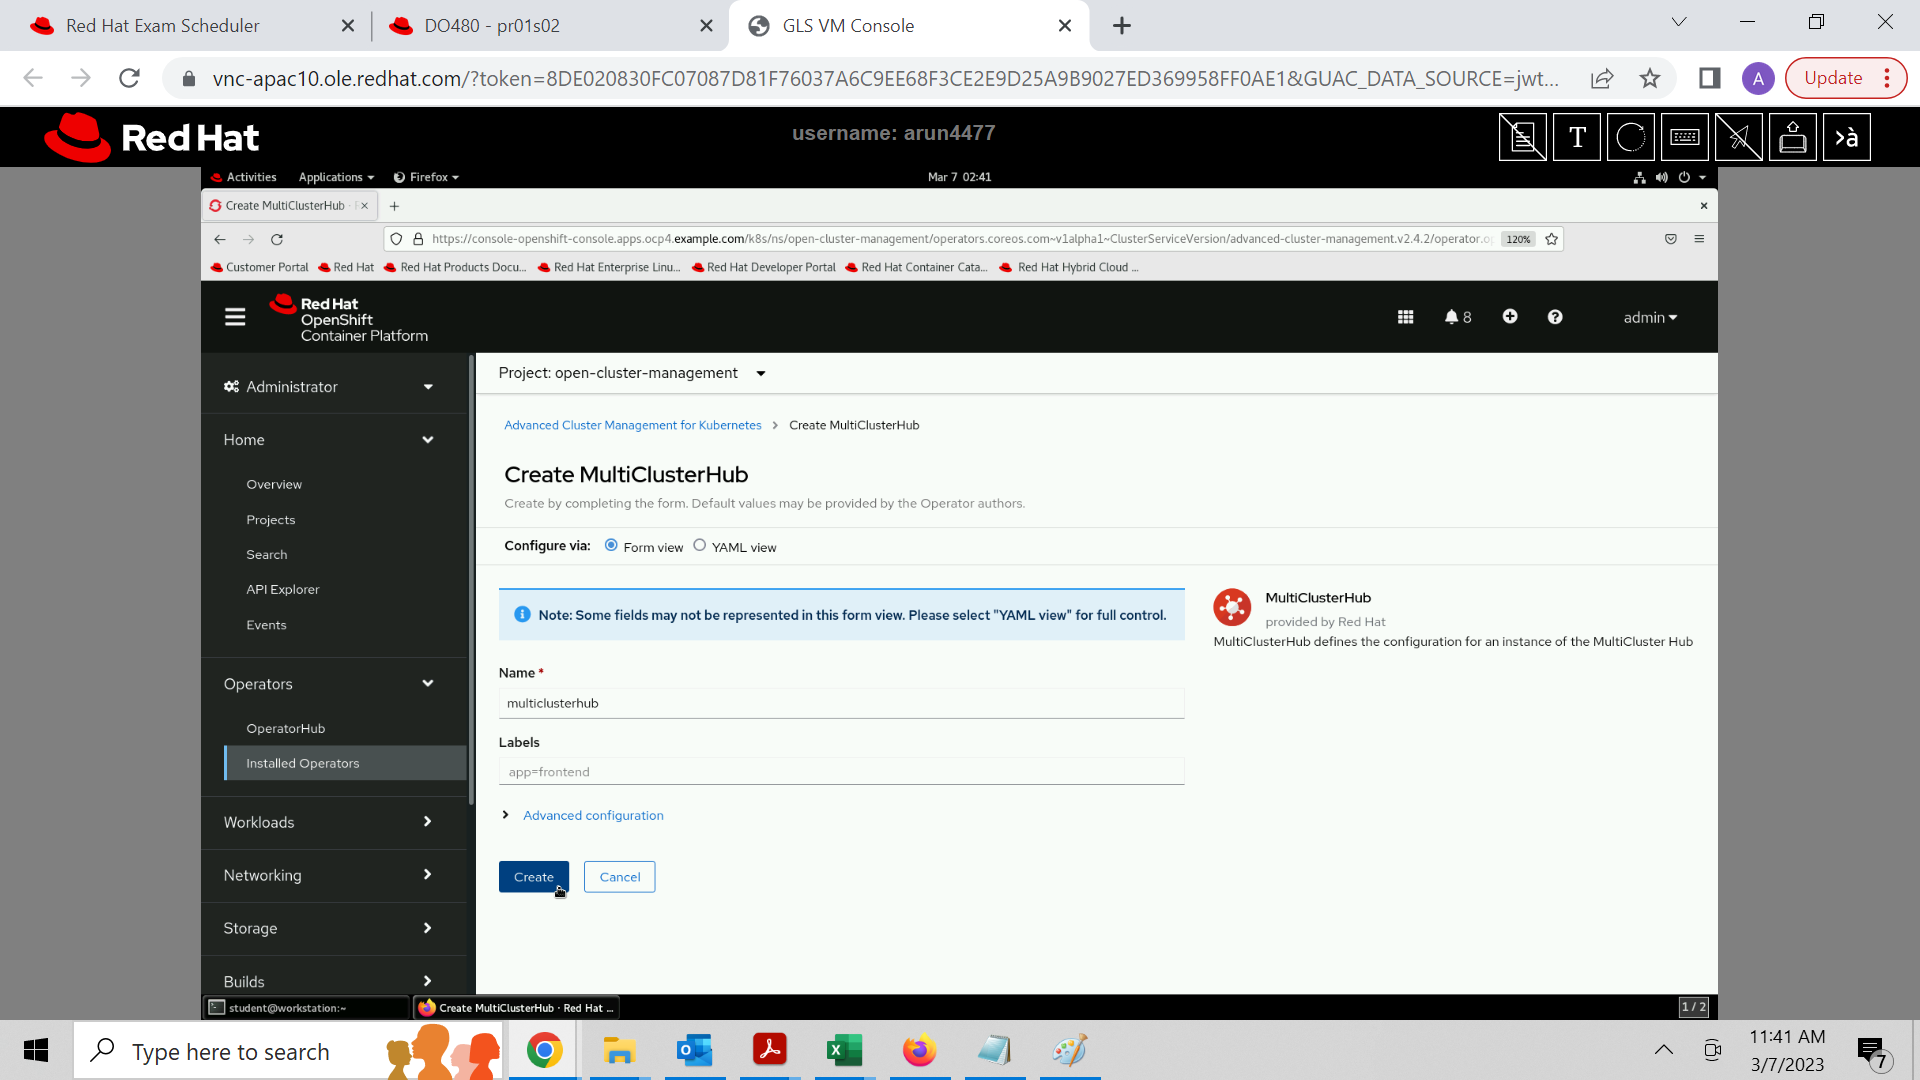 Red Hat Exam Scheduler
DO480 - pr01s02
GLS VM Console
vnc-apac10.ole.redhat.com/?token=8DE020830FC07087D81F76037A6C9EE68F3CE2E9D25A9B9027ED369958FF0AE1&GUAC_DATA_SOURCE=jwt...
A
Update
Red Hat
username: arun4477
T
>à
Activities
Applications
Firefox
Mar 7 02:41
Create MultiClusterHub
https://console-openshift-console.apps.ocp4.example.com/k8s/ns/open-cluster-management/operators.coreos.com~v1alpha1~ClusterServiceVersion/advanced-cluster-management.v2.4.2/operator.o
120%
Customer Portal
Red Hat
Red Hat Products Docu...
Red Hat Enterprise Linu...
Red Hat Developer Portal
Red Hat Container Cata...
Red Hat Hybrid Cloud ...
Red Hat
OpenShift
Container Platform
8
admin
Administrator
Home
Overview
Projects
Search
API Explorer
Events
Operators
OperatorHub
Installed Operators
Workloads
Networking
Storage
Builds
Project: open-cluster-management
Advanced Cluster Management for Kubernetes > Create MultiClusterHub
Create MultiClusterHub
Create by completing the form. Default values may be provided by the Operator authors.
Configure via: Form view YAML view
Note: Some fields may not be represented in this form view. Please select "YAML view" for full control.
Name *
multiclusterhub
Labels
app=frontend
Advanced configuration
Create
Cancel
MultiClusterHub
provided by Red Hat
MultiClusterHub defines the configuration for an instance of the MultiCluster Hub
student@workstation:~
Create MultiClusterHub · Red Hat ...
1 / 2
Type here to search
11:41 AM
3/7/2023
7